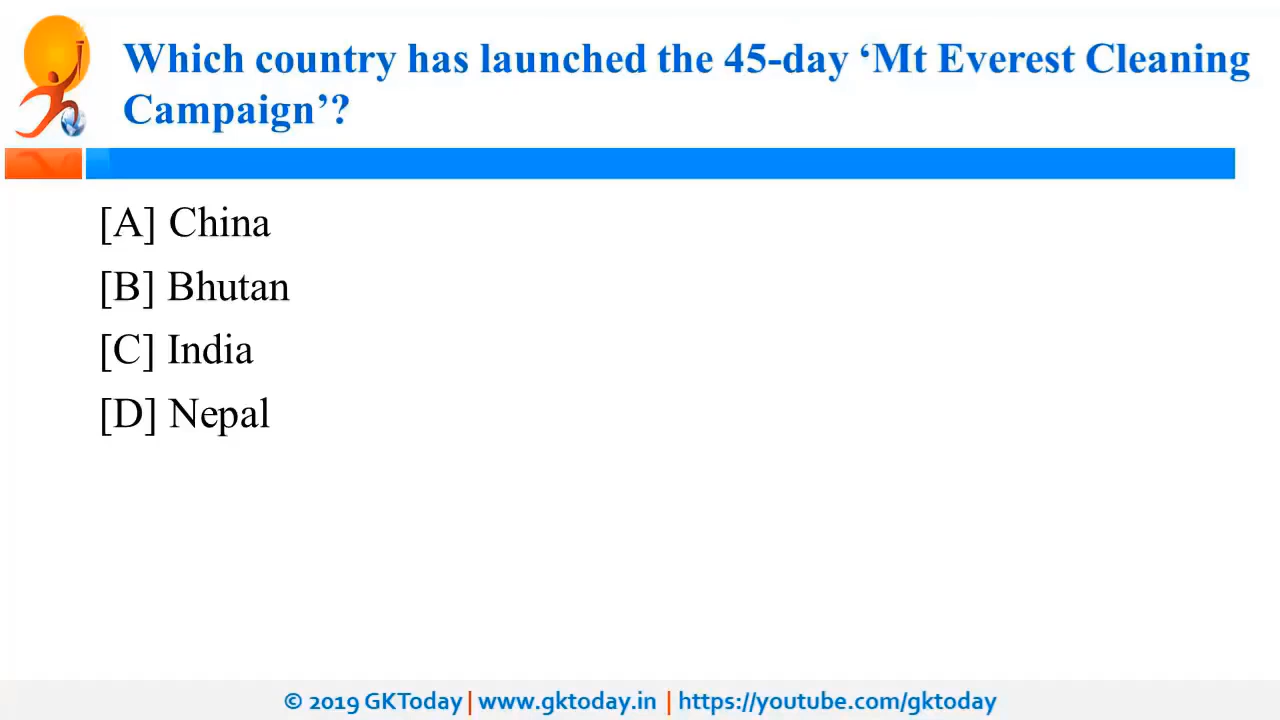 Which country has launched the 45-day ‘Mt Everest Cleaning
Campaign’?
[A] China
[B] Bhutan
[C] India
[D] Nepal
© 2019 GKToday | www.gktoday.in | https://youtube.com/gktoday